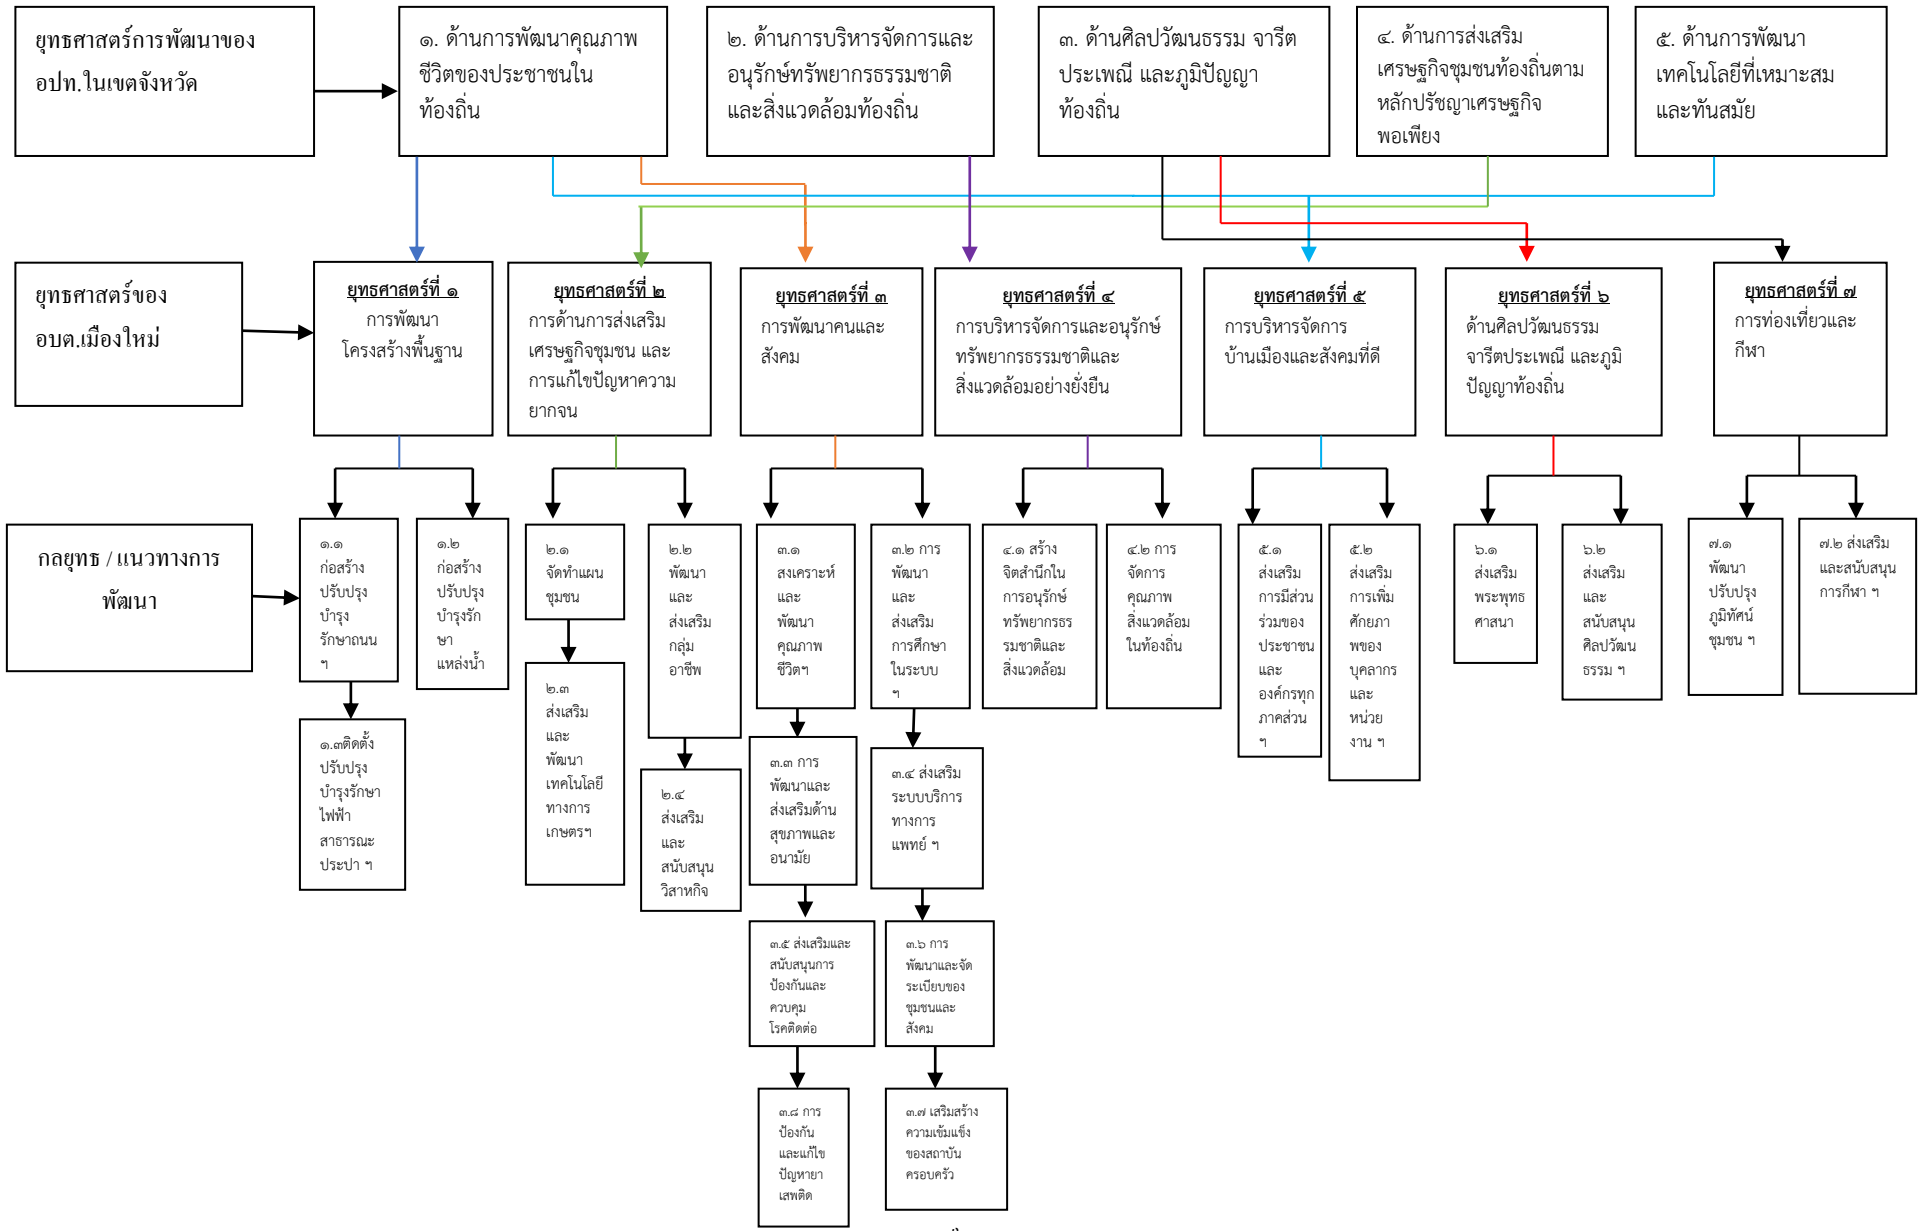 ยุทธศาสตร์การพัฒนาของ
อปท.ในเขตจังหวัด
๑. ด้านการพัฒนาคุณภาพ
ชีวิตของประชาชนใน
ท้องถิ่น
๒. ด้านการบริหารจัดการและ
อนุรักษ์ทรัพยากรธรรมชาติ
และสิ่งแวดล้อมท้องถิ่น
๓. ด้านศิลปวัฒนธรรม จารีต
ประเพณี และภูมิปัญญา
ท้องถิ่น
๔. ด้านการส่งเสริม
เศรษฐกิจชุมชนท้องถิ่นตาม
หลักปรัชญาเศรษฐกิจ
พอเพียง
๕. ด้านการพัฒนา
เทคโนโลยีที่เหมาะสม
และทันสมัย
ยุทธศาสตร์ของ
อบต.เมืองใหม่
ยุทธศาสตร์ที่ ๑
การพัฒนา
โครงสร้างพื้นฐาน
ยุทธศาสตร์ที่ ๒
การด้านการส่งเสริม
เศรษฐกิจชุมชน และ
การแก้ไขปัญหาความ
ยากจน
ยุทธศาสตร์ที่ ๓
การพัฒนาคนและ
สังคม
ยุทธศาสตร์ที่ ๔
การบริหารจัดการและอนุรักษ์
ทรัพยากรธรรมชาติและ
สิ่งแวดล้อมอย่างยั่งยืน
ยุทธศาสตร์ที่ ๕
การบริหารจัดการ
บ้านเมืองและสังคมที่ดี
ยุทธศาสตร์ที่ ๖
ด้านศิลปวัฒนธรรม
จารีตประเพณี และภูมิ
ปัญญาท้องถิ่น
ยุทธศาสตร์ที่ ๗
การท่องเที่ยวและ
กีฬา
กลยุทธ / แนวทางการ
พัฒนา
๑.๑
ก่อสร้าง
ปรับปรุง
บำรุง
รักษาถนน
ฯ
๑.๒
ก่อสร้าง
ปรับปรุง
บำรุงรัก
ษา
แหล่งน้ำ
๑.๓ติดตั้ง
ปรับปรุง
บำรุงรักษา
ไฟฟ้า
สาธารณะ
ประปา ฯ
๒.๑
จัดทำแผน
ชุมชน
๒.๒
พัฒนา
และ
ส่งเสริม
กลุ่ม
อาชีพ
๒.๓
ส่งเสริม
และ
พัฒนา
เทคโนโลยี
ทางการ
เกษตรฯ
๒.๔
ส่งเสริม
และ
สนับสนุน
วิสาหกิจ
๓.๑
สงเคราะห์
และ
พัฒนา
คุณภาพ
ชีวิตฯ
๓.๒ การ
พัฒนา
และ
ส่งเสริม
การศึกษา
ในระบบ
ฯ
๓.๓ การ
พัฒนาและ
ส่งเสริมด้าน
สุขภาพและ
อนามัย
๓.๔ ส่งเสริม
ระบบบริการ
ทางการ
แพทย์ ฯ
๓.๕ ส่งเสริมและ
สนับสนุนการ
ป้องกันและ
ควบคุม
โรคติดต่อ
๓.๖ การ
พัฒนาและจัด
ระเบียบของ
ชุมชนและ
สังคม
๓.๘ การ
ป้องกัน
และแก้ไข
ปัญหายา
เสพติด
๓.๗ เสริมสร้าง
ความเข้มแข็ง
ของสถาบัน
ครอบครัว
๔.๑ สร้าง
จิตสำนึกใน
การอนุรักษ์
ทรัพยากรธร
รมชาติและ
สิ่งแวดล้อม
๔.๒ การ
จัดการ
คุณภาพ
สิ่งแวดล้อม
ในท้องถิ่น
๕.๑
ส่งเสริม
การมีส่วน
ร่วมของ
ประชาชน
และ
องค์กรทุก
ภาคส่วน
ฯ
๕.๒
ส่งเสริม
การเพิ่ม
ศักยภา
พของ
บุคลากร
และ
หน่วย
งาน ฯ
๖.๑
ส่งเสริม
พระพุทธ
ศาสนา
๖.๒
ส่งเสริม
และ
สนับสนุน
ศิลปวัฒน
ธรรม ฯ
๗.๑
พัฒนา
ปรับปรุง
ภูมิทัศน์
ชุมชน ฯ
๗.๒ ส่งเสริม
และสนับสนุน
การกีฬา ฯ